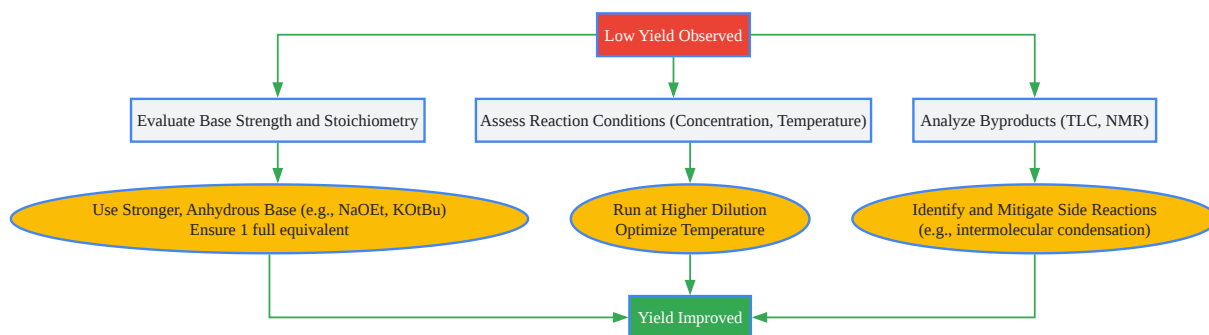 Low Yield Observed
Evaluate Base Strength and Stoichiometry
Assess Reaction Conditions (Concentration, Temperature)
Analyze Byproducts (TLC, NMR)
Use Stronger, Anhydrous Base (e.g., NaOEt, KOtBu)
Ensure 1 full equivalent
Run at Higher Dilution
Optimize Temperature
Identify and Mitigate Side Reactions
(e.g., intermolecular condensation)
Yield Improved